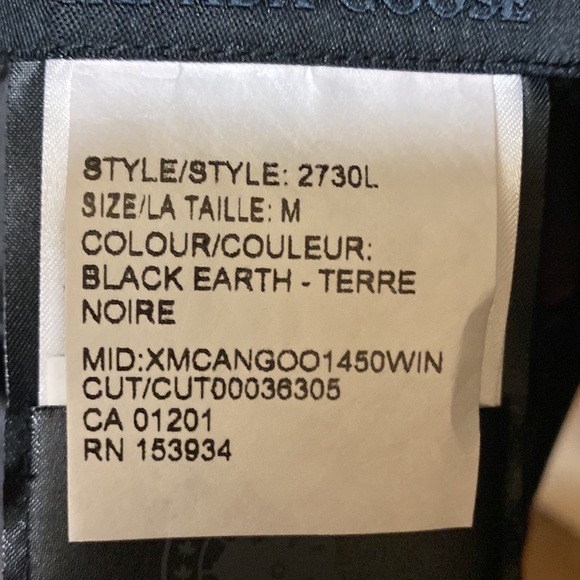 GOOSE
STYLE/STYLE: 2730L
SIZE/LA TAILLE: M
COLOUR/COULEUR:
BLACK EARTH - TERRE
NOIRE
MID:XMCANGOO1450WIN
CUT/CUT00036305
CA 01201
RN 153934